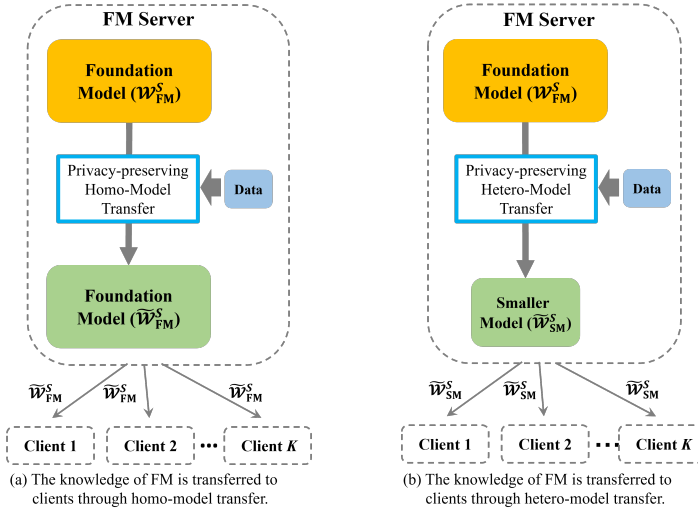 FM Server
Foundation
Model (𝓦ˢ_FM)
Privacy-preserving
Homo-Model
Transfer
Data
Foundation
Model (𝓦̃ˢ_FM)
𝓦̃ˢ_FM
𝓦̃ˢ_FM
𝓦̃ˢ_FM
Client 1
Client 2
•••
Client K
(a) The knowledge of FM is transferred to
clients through homo-model transfer.
FM Server
Foundation
Model (𝓦ˢ_FM)
Privacy-preserving
Hetero-Model
Transfer
Data
Smaller
Model (𝓦̃ˢ_SM)
𝓦̃ˢ_SM
𝓦̃ˢ_SM
𝓦̃ˢ_SM
Client 1
Client 2
•••
Client K
(b) The knowledge of FM is transferred to
clients through hetero-model transfer.